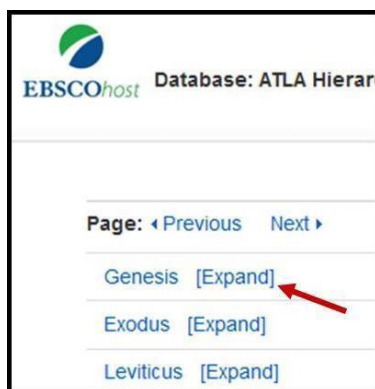 EBSCOhost Database: ATLA Hierar
Page: Previous Next
Genesis [Expand]
Exodus [Expand]
Leviticus [Expand]